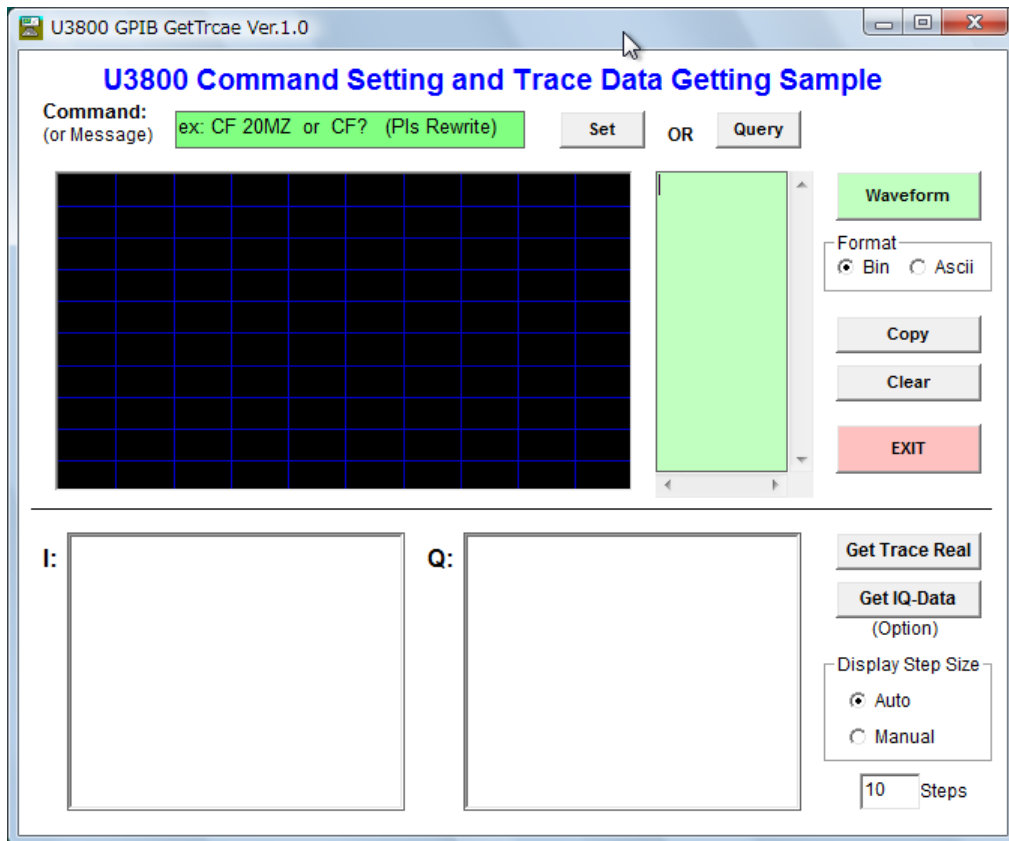 U3800 GPIB GetTrcae Ver.1.0
U3800 Command Setting and Trace Data Getting Sample
Command:
(or Message)
ex: CF 20MZ or CF? (Pls Rewrite)
Set
OR
Query
Waveform
Format
Bin
Ascii
Copy
Clear
EXIT
I:
Q:
Get Trace Real
Get IQ-Data
(Option)
Display Step Size
Auto
Manual
10
Steps